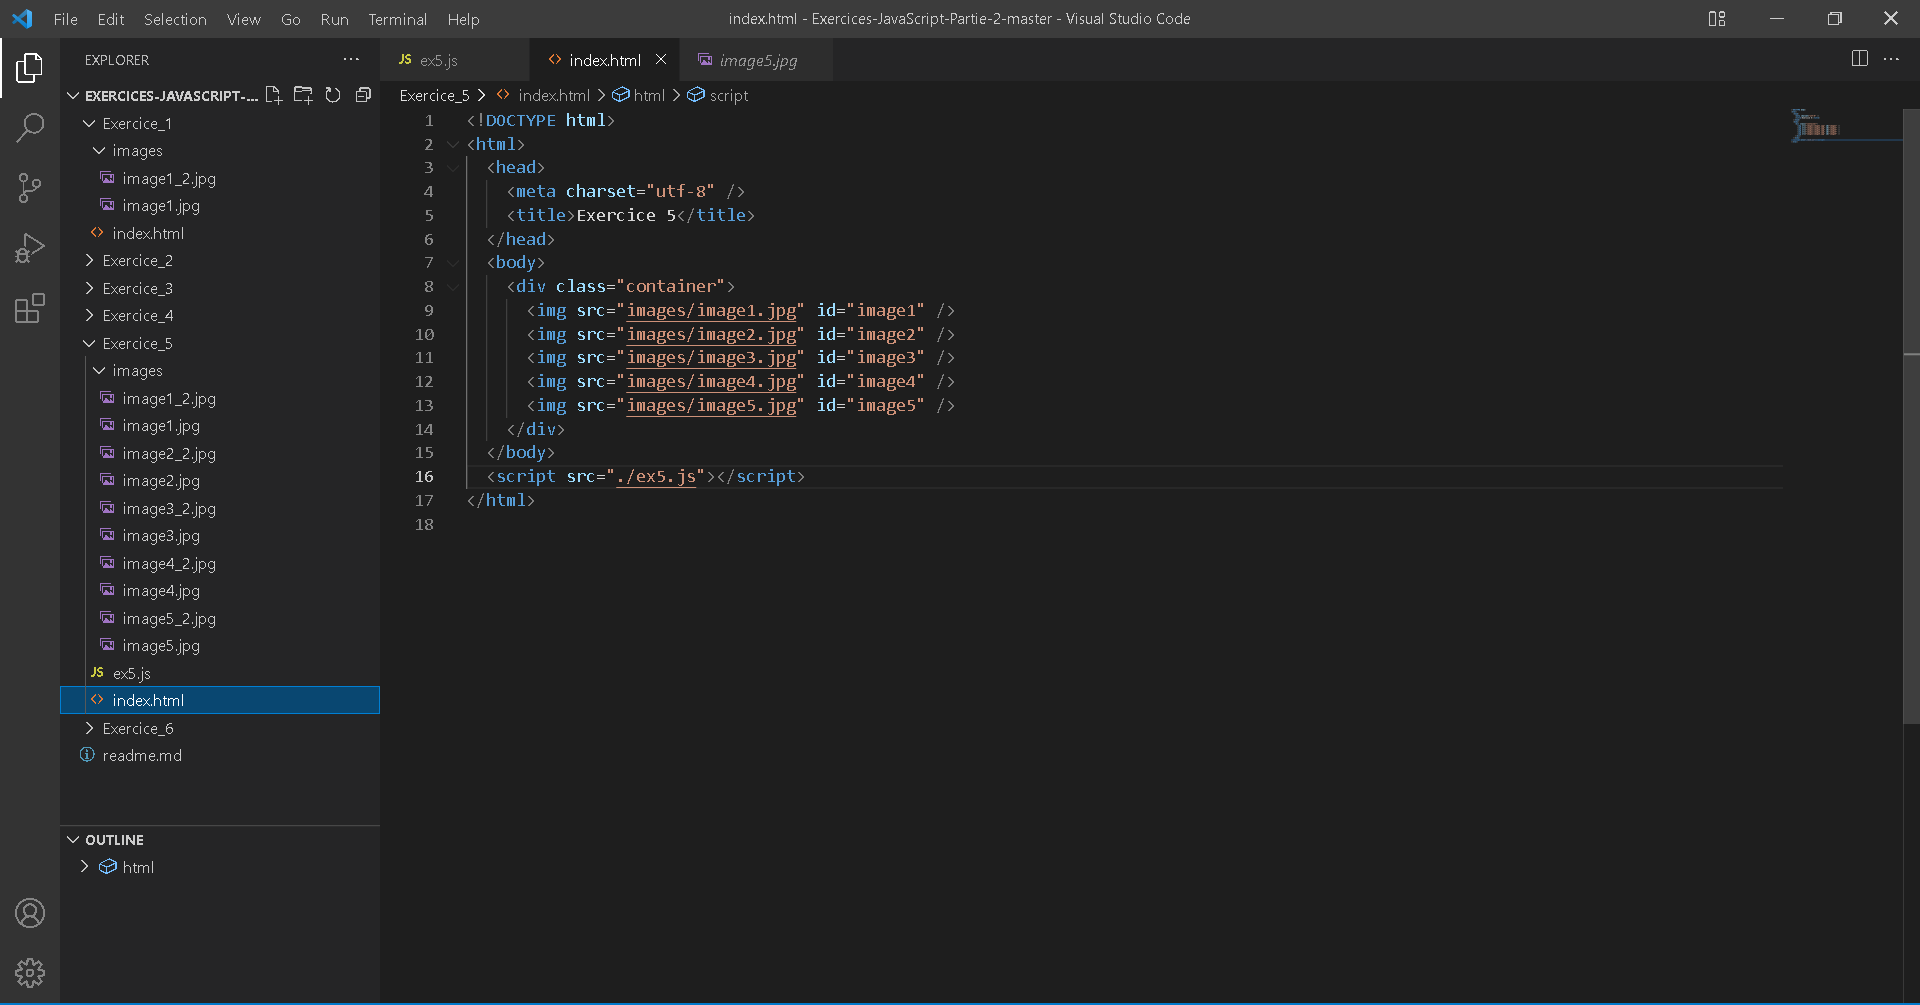 File Edit Selection View Go Run Terminal Help
index.html - Exercices-JavaScript-Partie-2-master - Visual Studio Code
EXPLORER ···
EXERCICES-JAVASCRIPT-...
Exercice_1
images
image1_2.jpg
image1.jpg
<> index.html
Exercice_2
Exercice_3
Exercice_4
Exercice_5
images
image1_2.jpg
image1.jpg
image2_2.jpg
image2.jpg
image3_2.jpg
image3.jpg
image4_2.jpg
image4.jpg
image5_2.jpg
image5.jpg
JS ex5.js
<> index.html
Exercice_6
readme.md
OUTLINE
html
JS ex5.js
<> index.html
image5.jpg
Exercice_5 > <> index.html > html > script
1 <!DOCTYPE html>
2 <html>
3 <head>
4 <meta charset="utf-8" />
5 <title>Exercice 5</title>
6 </head>
7 <body>
8 <div class="container">
9 <img src="images/image1.jpg" id="image1" />
10 <img src="images/image2.jpg" id="image2" />
11 <img src="images/image3.jpg" id="image3" />
12 <img src="images/image4.jpg" id="image4" />
13 <img src="images/image5.jpg" id="image5" />
14 </div>
15 </body>
16 <script src="./ex5.js"></script>
17 </html>
18